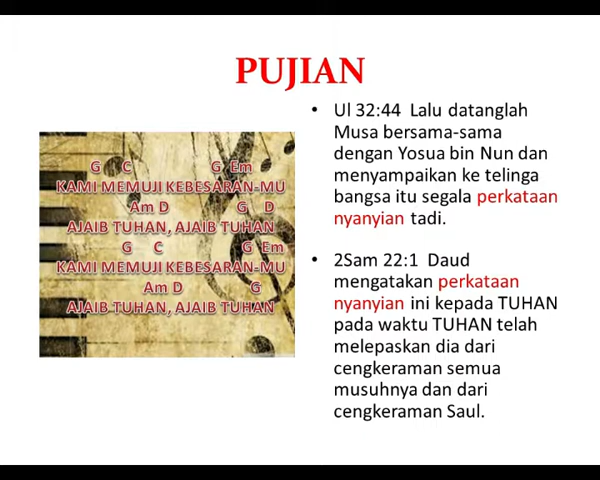 PUJIAN
G C G Em
KAMI MEMUJI KEBESARAN-MU
Am D G D
AJAIB TUHAN, AJAIB TUHAN
G C G Em
KAMI MEMUJI KEBESARAN-MU
Am D G
AJAIB TUHAN, AJAIB TUHAN
• Ul 32:44 Lalu datanglah
Musa bersama-sama
dengan Yosua bin Nun dan
menyampaikan ke telinga
bangsa itu segala perkataan
nyanyian tadi.
• 2Sam 22:1 Daud
mengatakan perkataan
nyanyian ini kepada TUHAN
pada waktu TUHAN telah
melepaskan dia dari
cengkeraman semua
musuhnya dan dari
cengkeraman Saul.